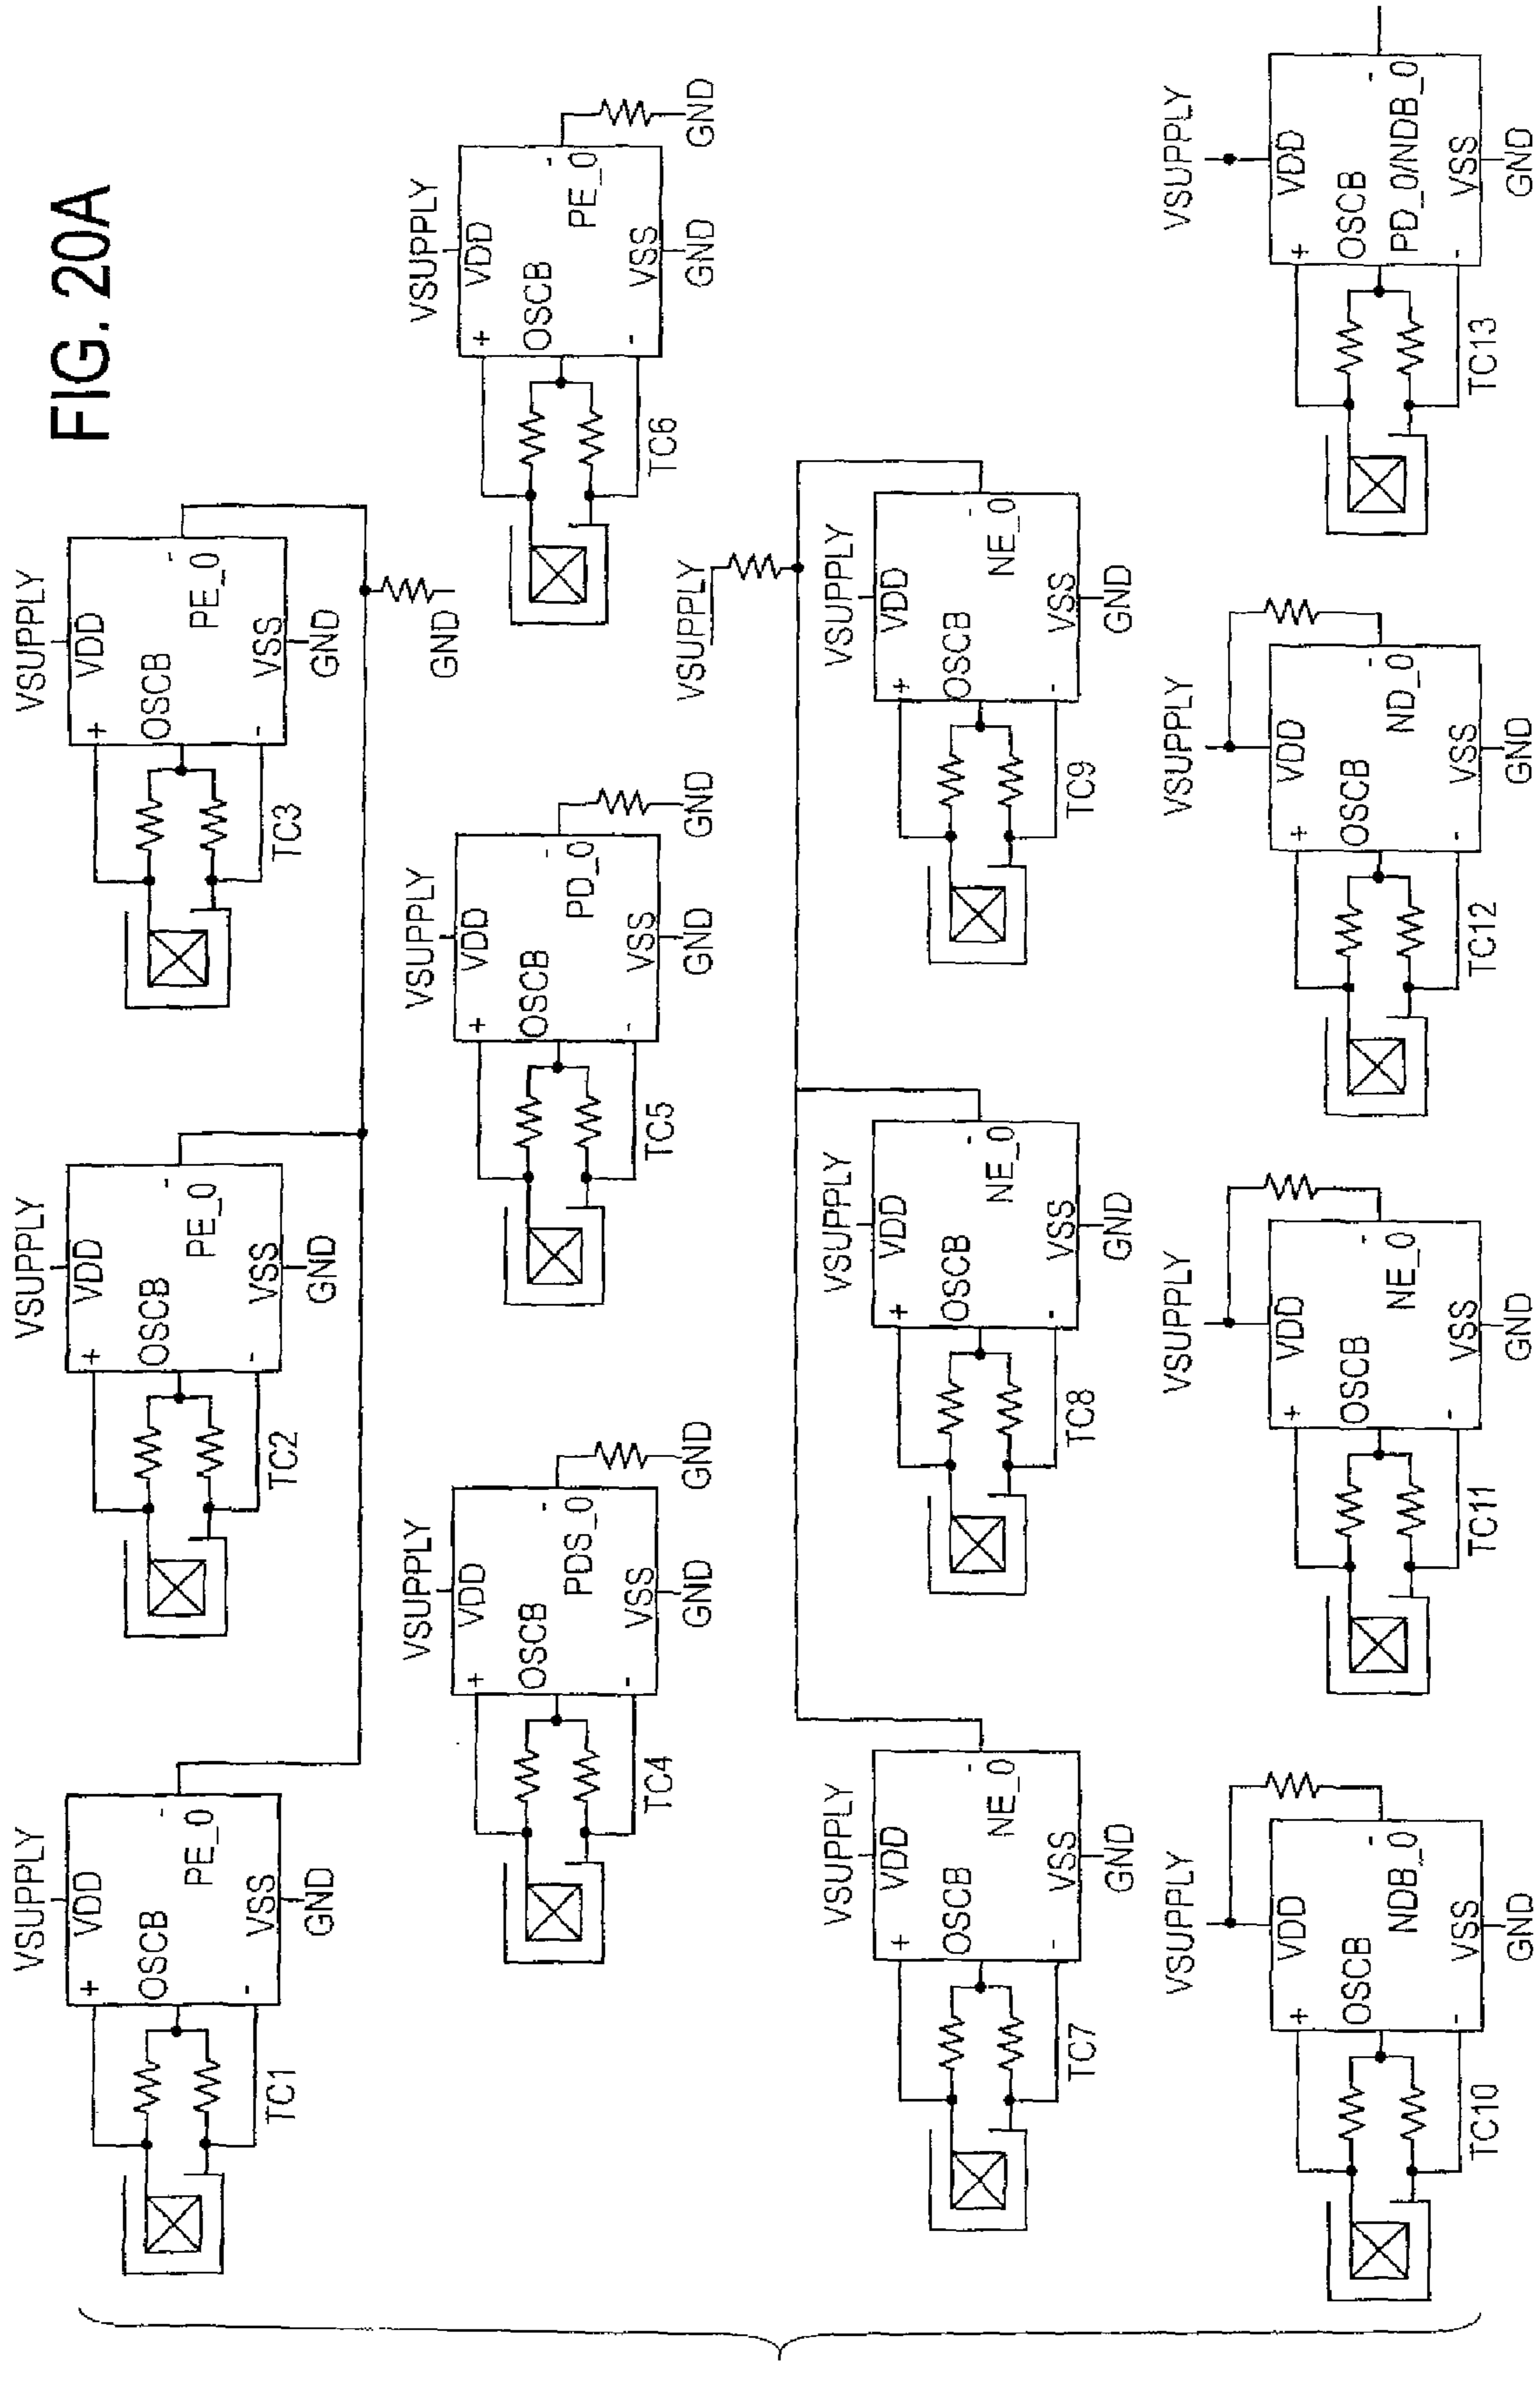 FIG. 20A
VSUPPLY
VDD
+
OSCB
-
PE_0
-
VSS
GND
TC1
VSUPPLY
VDD
+
OSCB
-
PE_0
-
VSS
GND
TC2
VSUPPLY
VDD
+
OSCB
-
PE_0
-
VSS
GND
TC3
GND
VSUPPLY
VDD
+
OSCB
-
PDS_0
-
VSS
GND
GND
TC4
VSUPPLY
VDD
+
OSCB
-
PD_0
-
VSS
GND
GND
TC5
VSUPPLY
VDD
+
OSCB
-
PE_0
-
VSS
GND
GND
TC6
VSUPPLY
VSUPPLY
VDD
+
OSCB
-
NE_0
-
VSS
GND
TC7
VSUPPLY
VDD
+
OSCB
-
NE_0
-
VSS
GND
TC8
VSUPPLY
VDD
+
OSCB
-
NE_0
-
VSS
GND
TC9
VSUPPLY
VDD
+
OSCB
-
NDB_0
-
VSS
GND
TC10
VSUPPLY
VDD
+
OSCB
-
NE_0
-
VSS
GND
TC11
VSUPPLY
VDD
+
OSCB
-
ND_0
-
VSS
GND
TC12
VSUPPLY
VDD
+
OSCB
-
PD_0/NDB_0
-
VSS
GND
TC13